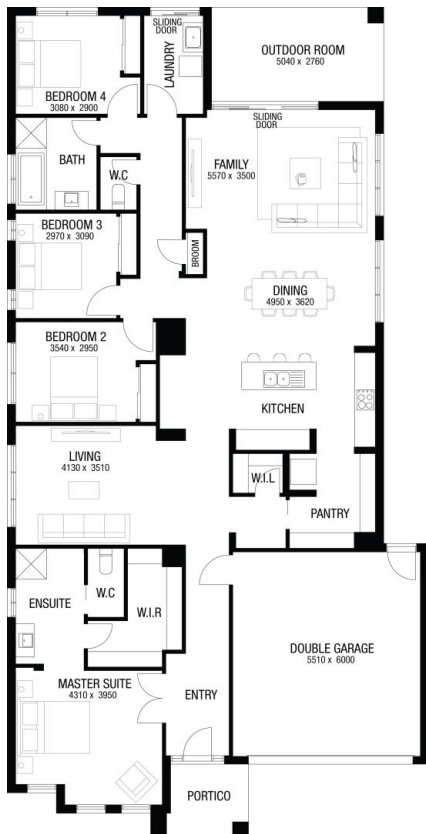 SLIDING
DOOR
LAUNDRY
OUTDOOR ROOM
5040 x 2760
BEDROOM 4
3080 x 2900
SLIDING
DOOR
BATH
W.C
FAMILY
5570 x 3500
BEDROOM 3
2970 x 3090
BROOM
DINING
4950 x 3620
BEDROOM 2
3540 x 2950
KITCHEN
LIVING
4130 x 3510
W.I.L
PANTRY
ENSUITE
W.C
W.I.R
DOUBLE GARAGE
5510 x 6000
MASTER SUITE
4310 x 3950
ENTRY
PORTICO